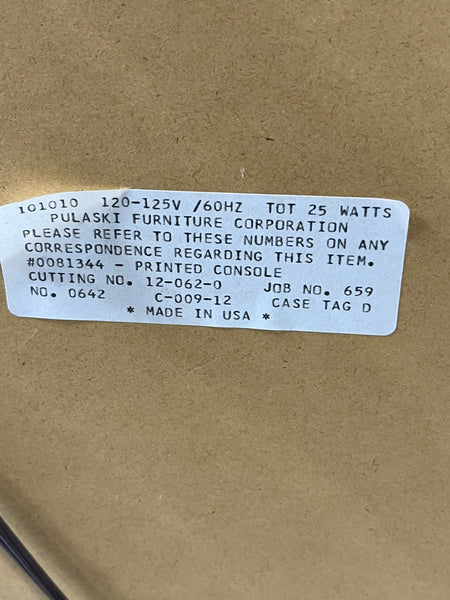 101010 120-125V /60HZ TOT 25 WATTS
PULASKI FURNITURE CORPORATION
PLEASE REFER TO THESE NUMBERS ON ANY
CORRESPONDENCE REGARDING THIS ITEM.
#0081344 - PRINTED CONSOLE
CUTTING NO. 12-062-0 JOB NO. 659
NO. 0642 C-009-12 CASE TAG D
* MADE IN USA *